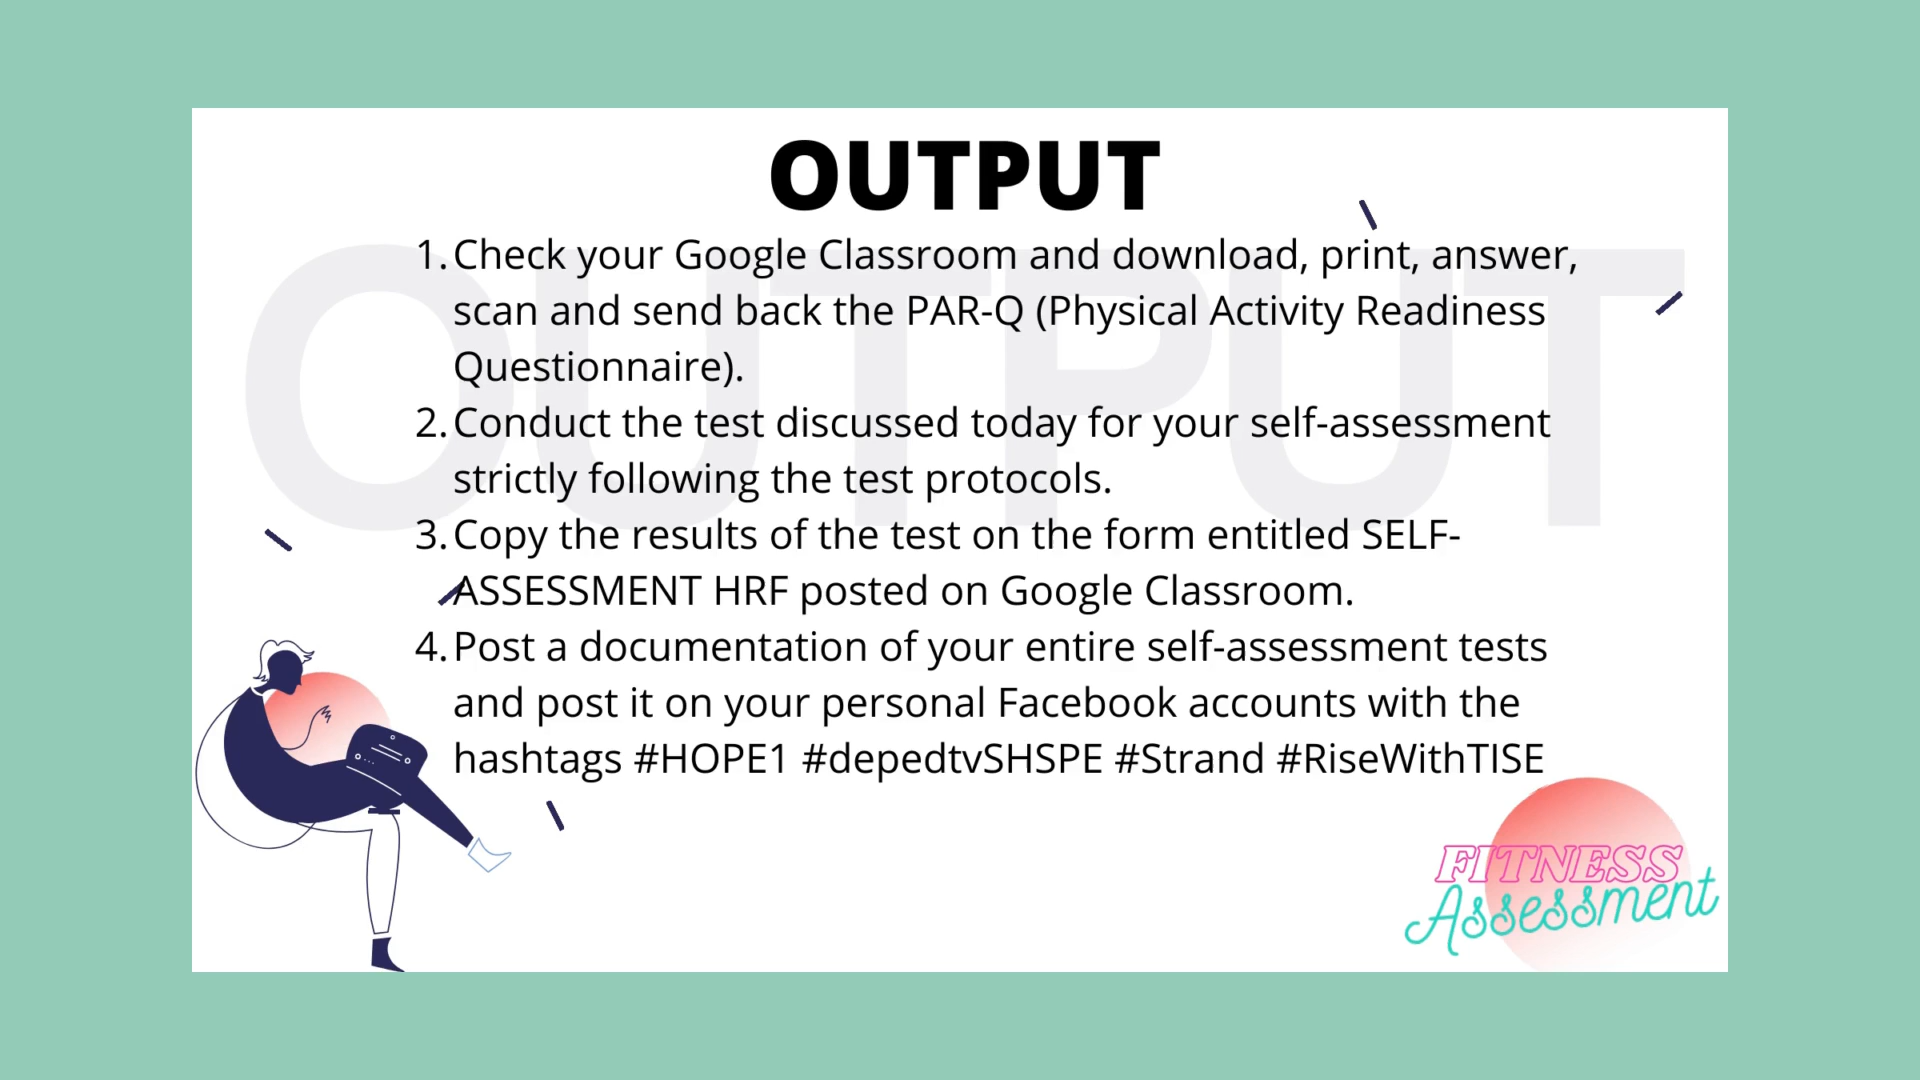 OUTPUT
OUTPUT
1. Check your Google Classroom and download, print, answer,
scan and send back the PAR-Q (Physical Activity Readiness
Questionnaire).
2. Conduct the test discussed today for your self-assessment
strictly following the test protocols.
3. Copy the results of the test on the form entitled SELF-
ASSESSMENT HRF posted on Google Classroom.
4. Post a documentation of your entire self-assessment tests
and post it on your personal Facebook accounts with the
hashtags #HOPE1 #depedtvSHSPE #Strand #RiseWithTISE
FITNESS
Assessment